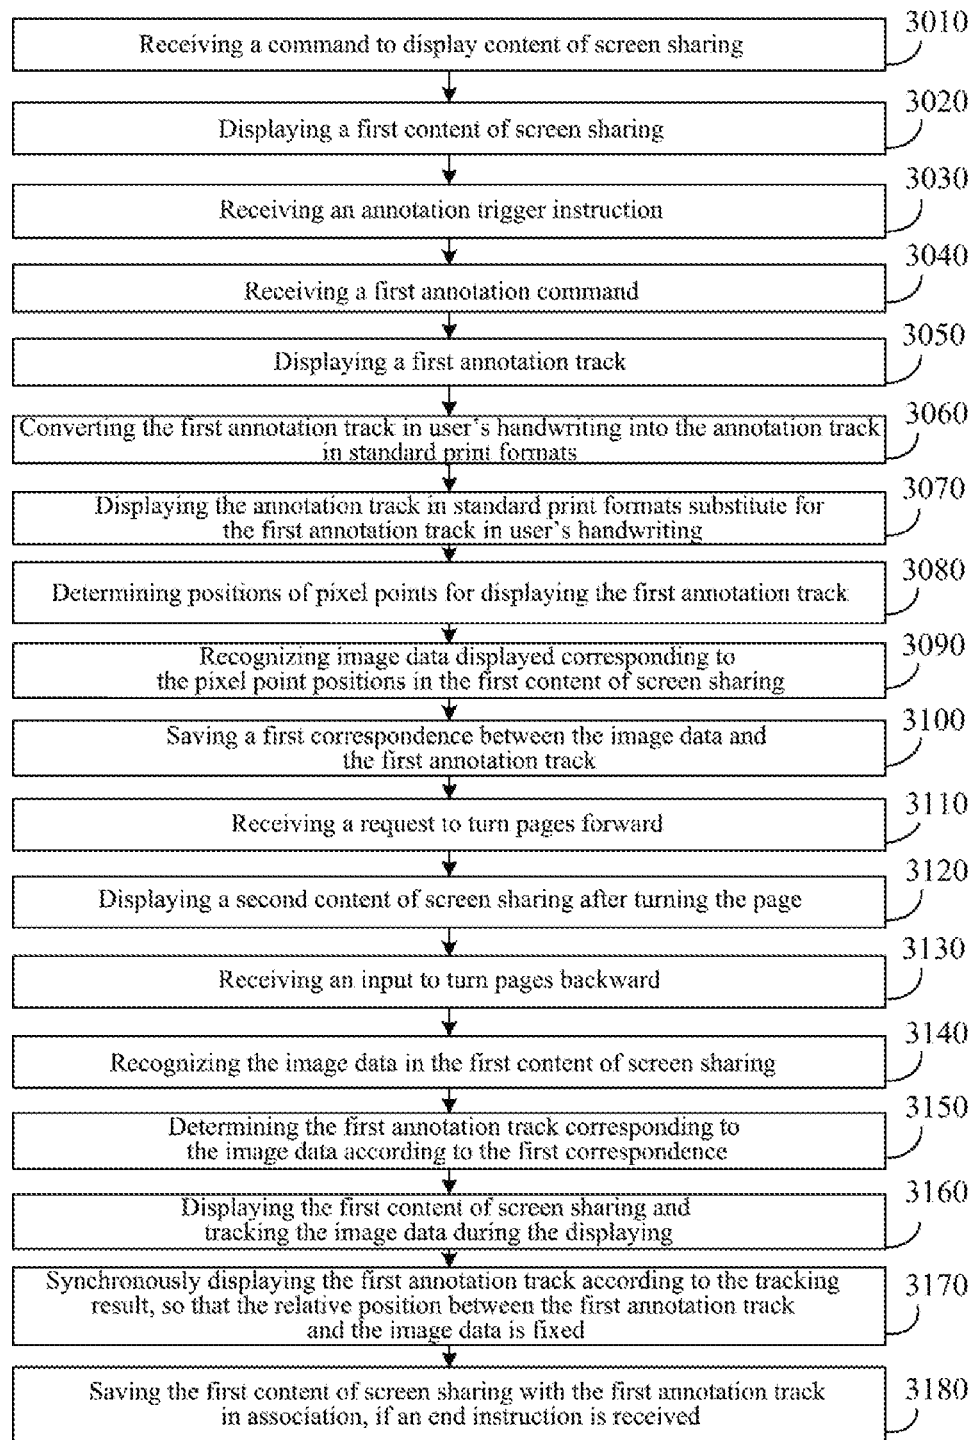 3010
Receiving a command to display content of screen sharing
3020
Displaying a first content of screen sharing
3030
Receiving an annotation trigger instruction
3040
Receiving a first annotation command
3050
Displaying a first annotation track
3060
Converting the first annotation track in user's handwriting into the annotation track
in standard print formats
3070
Displaying the annotation track in standard print formats substitute for
the first annotation track in user's handwriting
3080
Determining positions of pixel points for displaying the first annotation track
3090
Recognizing image data displayed corresponding to
the pixel point positions in the first content of screen sharing
3100
Saving a first correspondence between the image data and
the first annotation track
3110
Receiving a request to turn pages forward
3120
Displaying a second content of screen sharing after turning the page
3130
Receiving an input to turn pages backward
3140
Recognizing the image data in the first content of screen sharing
3150
Determining the first annotation track corresponding to
the image data according to the first correspondence
3160
Displaying the first content of screen sharing and
tracking the image data during the displaying
3170
Synchronously displaying the first annotation track according to the tracking
result, so that the relative position between the first annotation track
and the image data is fixed
3180
Saving the first content of screen sharing with the first annotation track
in association, if an end instruction is received